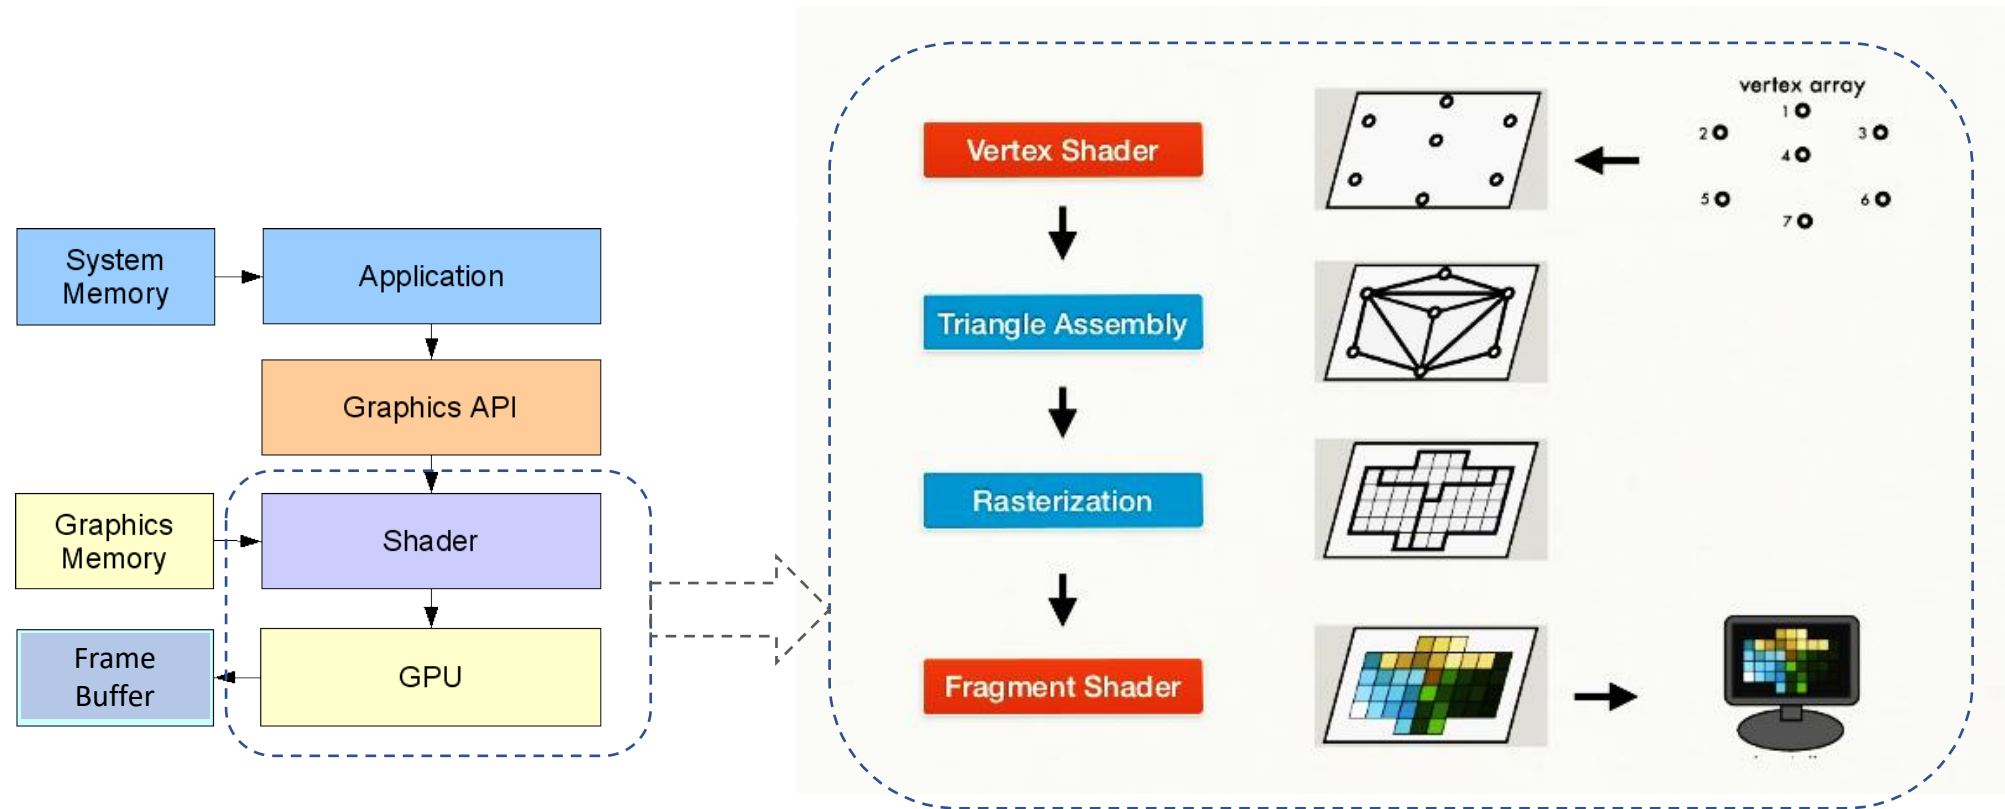 System
Memory
Application
Graphics API
Graphics
Memory
Shader
Frame
Buffer
GPU
Vertex Shader
Triangle Assembly
Rasterization
Fragment Shader
vertex array
1
2
3
4
5
6
7